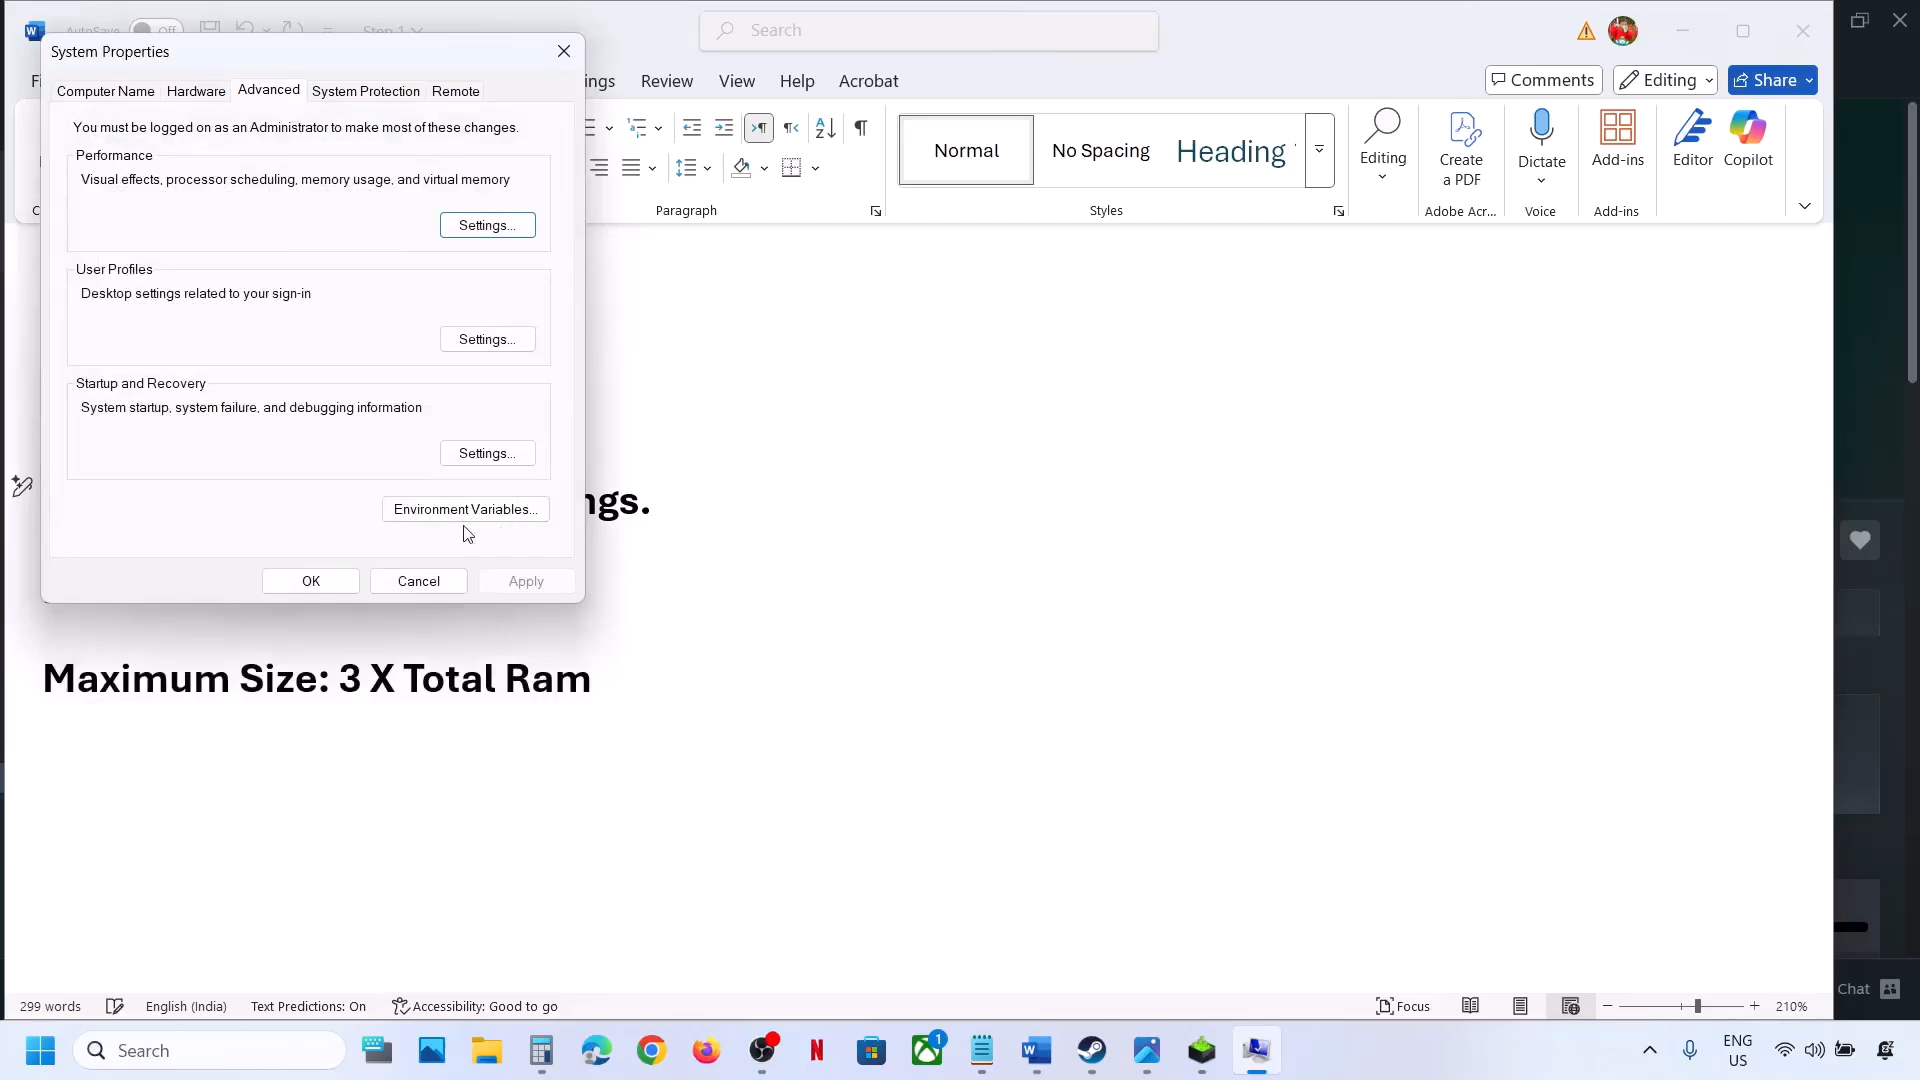 AutoSave Off Step 1
Search
System Properties
Computer Name Hardware Advanced System Protection Remote
You must be logged on as an Administrator to make most of these changes.
Performance
Visual effects, processor scheduling, memory usage, and virtual memory
Settings...
User Profiles
Desktop settings related to your sign-in
Settings...
Startup and Recovery
System startup, system failure, and debugging information
Settings...
Environment Variables...
OK Cancel Apply
ngs Review View Help Acrobat
Comments Editing Share
Normal No Spacing Heading
Editing
Create
a PDF
Dictate
Add-ins
Editor Copilot
Paragraph Styles Adobe Acr... Voice Add-ins
ngs.
Maximum Size: 3 X Total Ram
299 words English (India) Text Predictions: On Accessibility: Good to go Focus 210%
Chat
Search
1
ENG
US